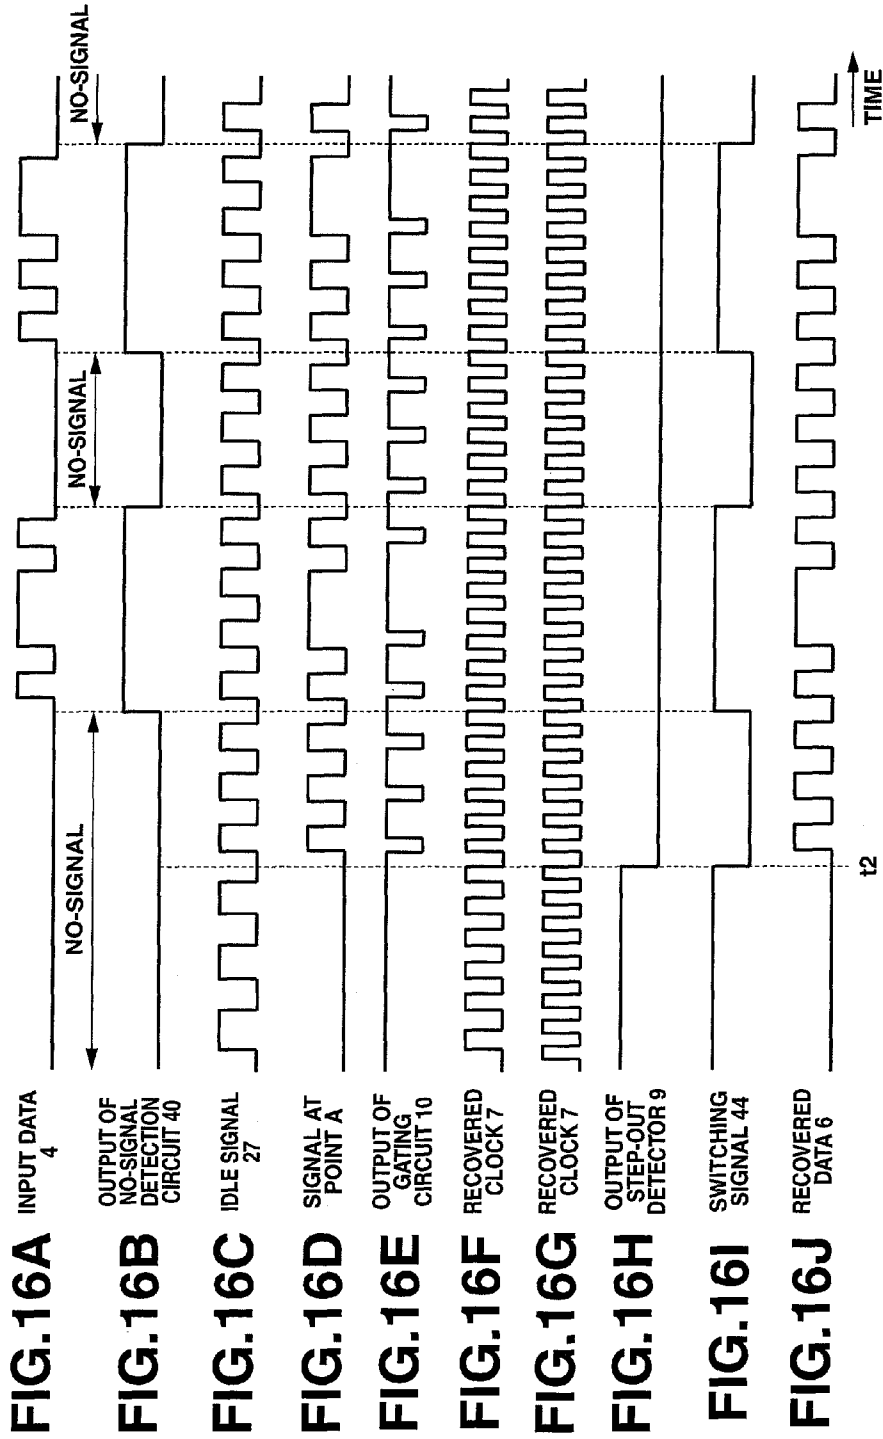 FIG.16A
INPUT DATA
4
NO-SIGNAL
NO-SIGNAL
NO-SIGNAL
FIG.16B
OUTPUT OF
NO-SIGNAL
DETECTION
CIRCUIT 40
FIG.16C
IDLE SIGNAL
27
FIG.16D
SIGNAL AT
POINT A
FIG.16E
OUTPUT OF
GATING
CIRCUIT 10
FIG.16F
RECOVERED
CLOCK 7
FIG.16G
RECOVERED
CLOCK 7
FIG.16H
OUTPUT OF
STEP-OUT
DETECTOR 9
FIG.16I
SWITCHING
SIGNAL 44
FIG.16J
RECOVERED
DATA 6
t2
TIME